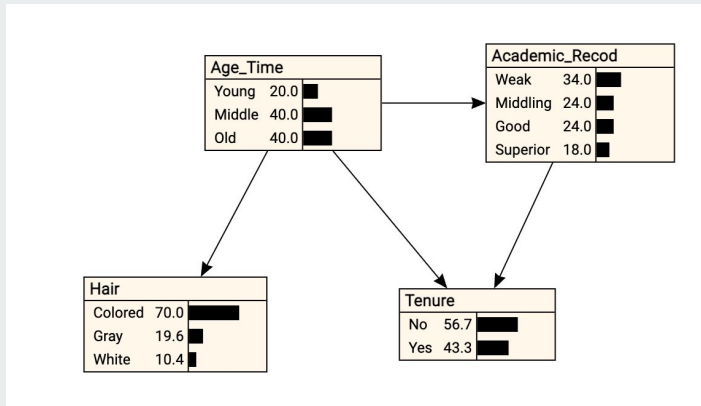 Age_Time
Young 20.0
Middle 40.0
Old 40.0
Academic_Recod
Weak 34.0
Middling 24.0
Good 24.0
Superior 18.0
Hair
Colored 70.0
Gray 19.6
White 10.4
Tenure
No 56.7
Yes 43.3